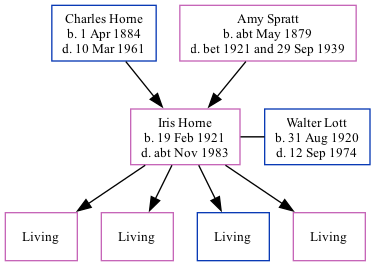 Charles Horne
b. 1 Apr 1884
d. 10 Mar 1961
Amy Spratt
b. abt May 1879
d. bet 1921 and 29 Sep 1939
Iris Horne
b. 19 Feb 1921
d. abt Nov 1983
Walter Lott
b. 31 Aug 1920
d. 12 Sep 1974
Living
Living
Living
Living